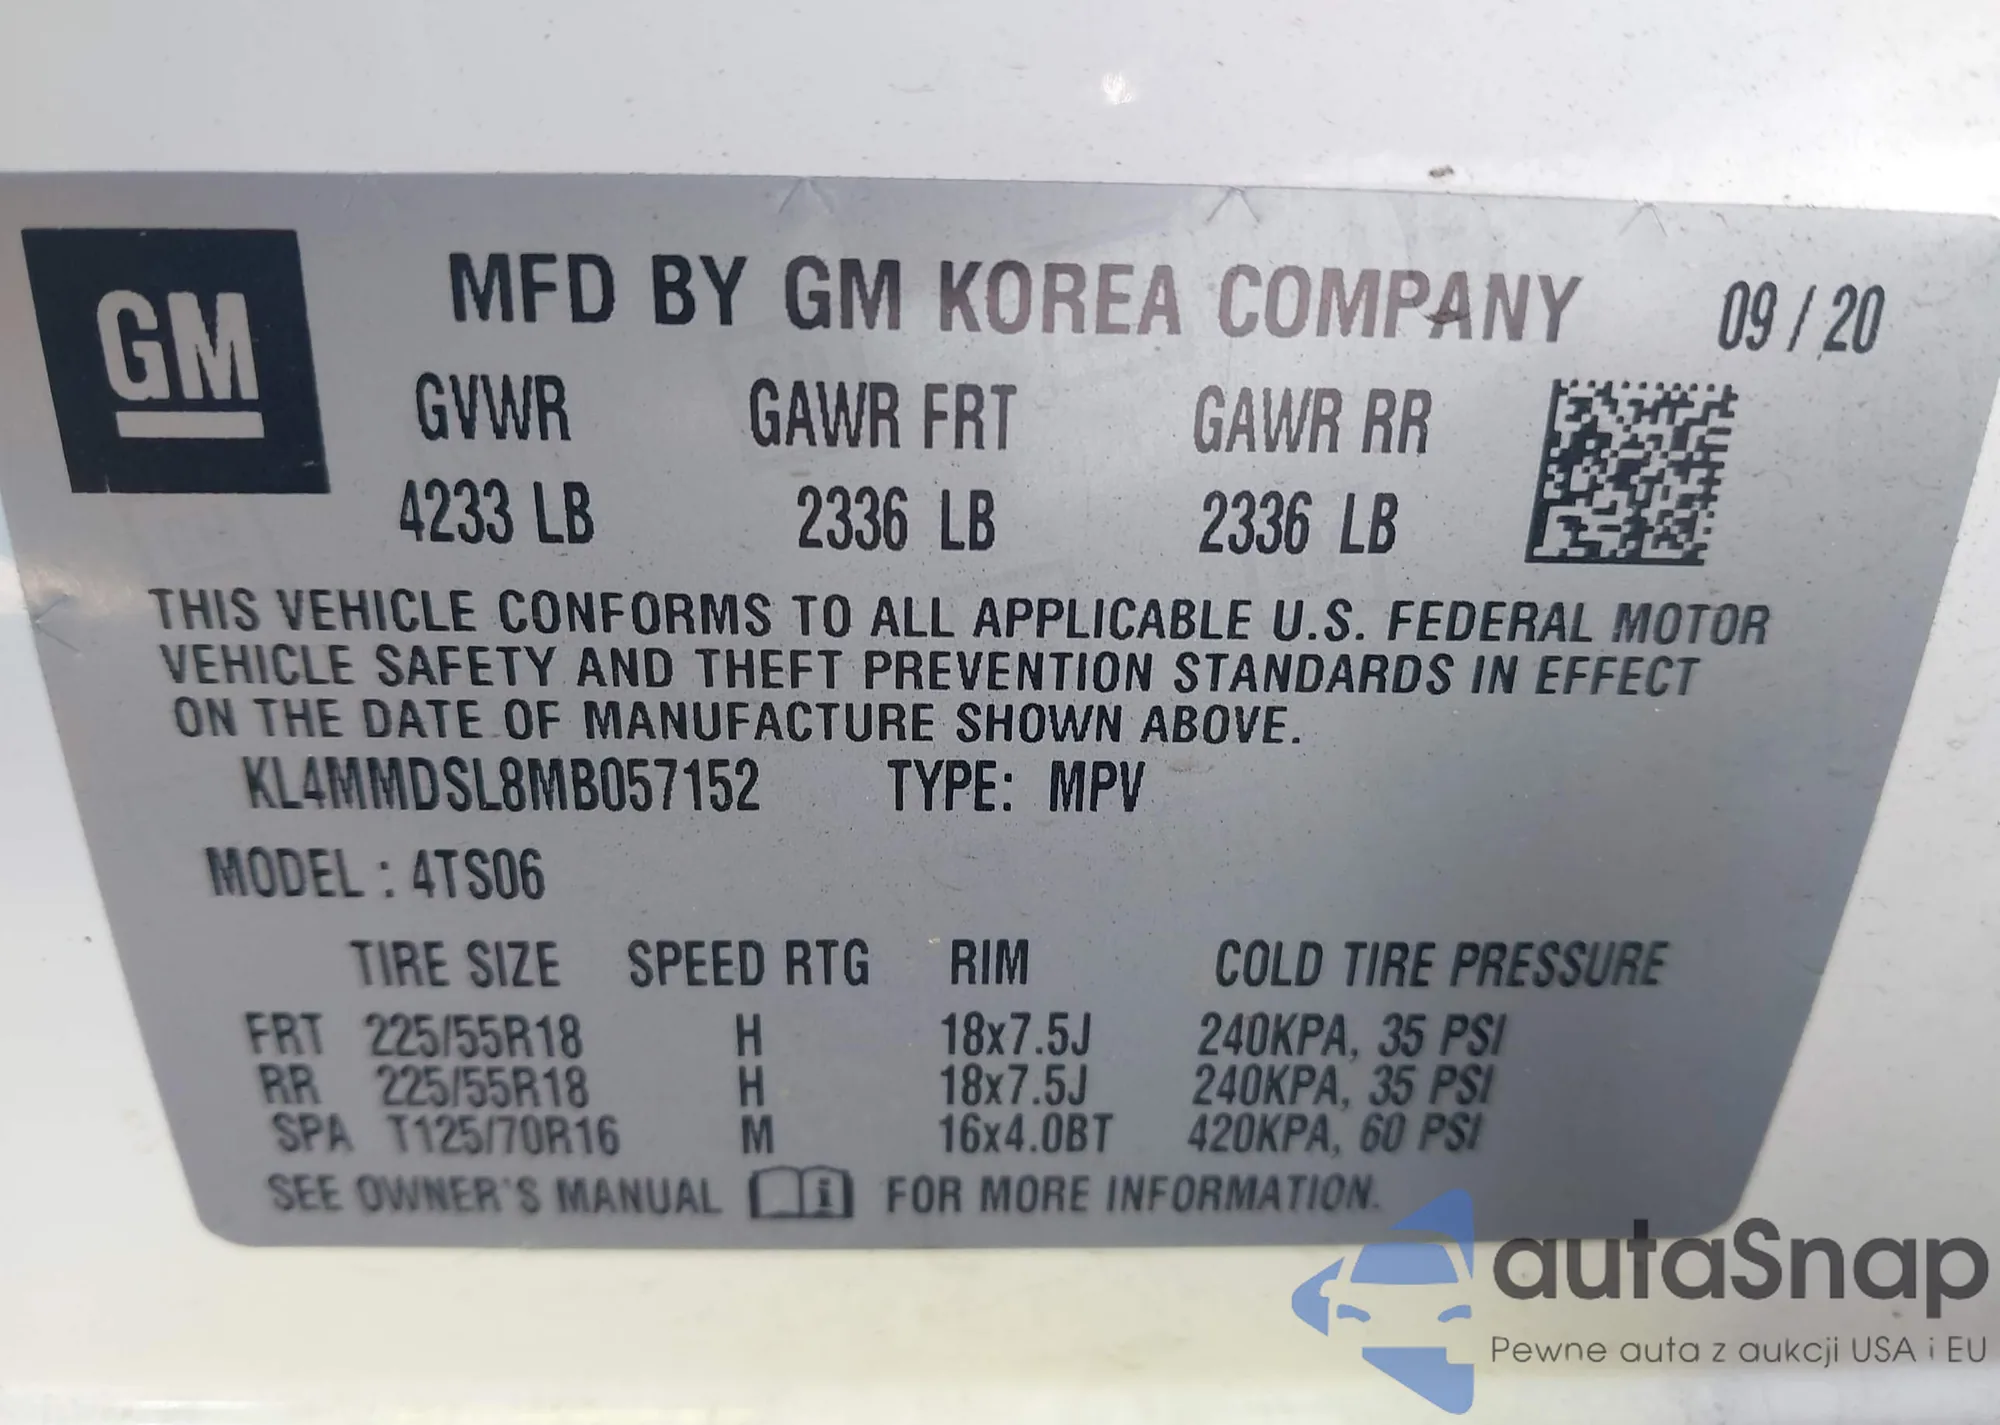 GM
MFD BY GM KOREA COMPANY 09 / 20
GVWR GAWR FRT GAWR RR
4233 LB 2336 LB 2336 LB
THIS VEHICLE CONFORMS TO ALL APPLICABLE U.S. FEDERAL MOTOR
VEHICLE SAFETY AND THEFT PREVENTION STANDARDS IN EFFECT
ON THE DATE OF MANUFACTURE SHOWN ABOVE.
KL4MMDSL8MB057152 TYPE: MPV
MODEL : 4TS06
TIRE SIZE SPEED RTG RIM COLD TIRE PRESSURE
FRT 225/55R18 H 18x7.5J 240KPA, 35 PSI
RR 225/55R18 H 18x7.5J 240KPA, 35 PSI
SPA T125/70R16 M 16x4.0BT 420KPA, 60 PSI
SEE OWNER'S MANUAL i FOR MORE INFORMATION.
autaSnap
Pewne auta z aukcji USA i EU